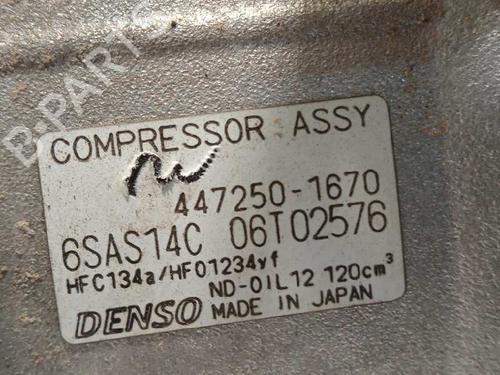 B-PARTS
COMPRESSOR ASSY
447250-1670
6SAS14C 06T02576
HFC134a/HFO1234yf
ND-OIL12 120cm³
DENSO MADE IN JAPAN